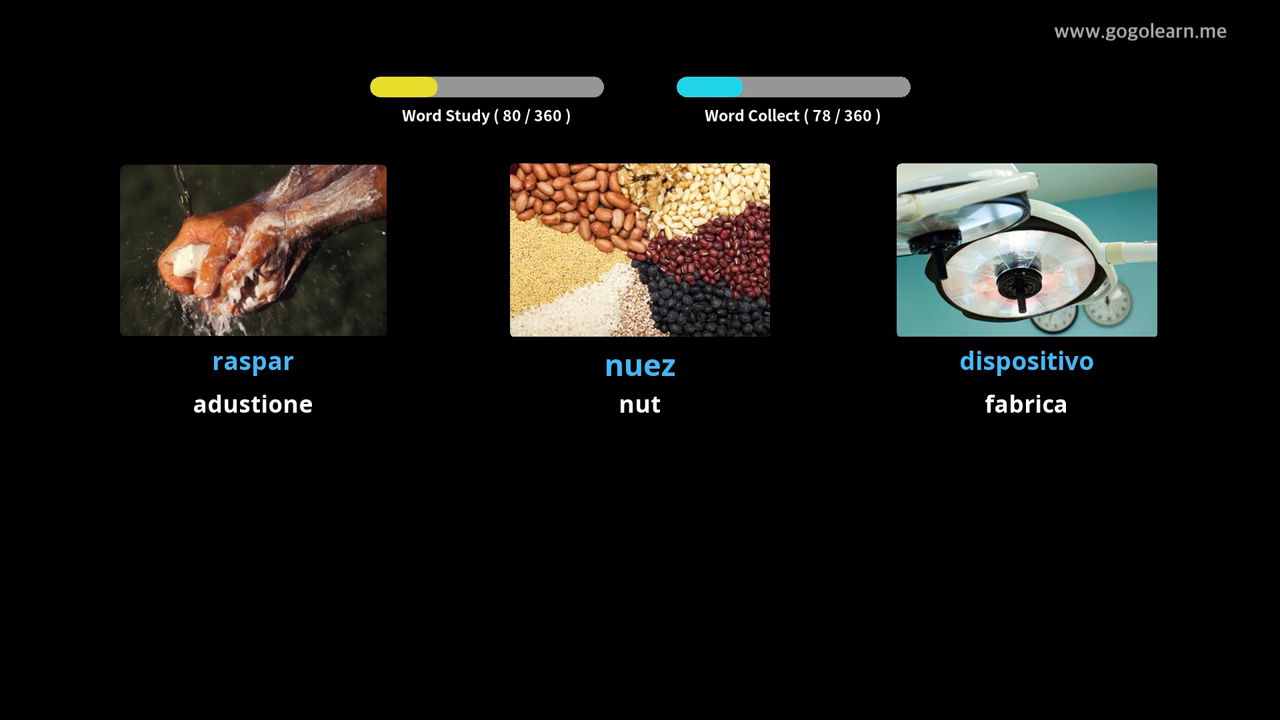 www.gogolearn.me
Word Study ( 80 / 360 )
Word Collect ( 78 / 360 )
raspar
nuez
dispositivo
adustione
nut
fabrica